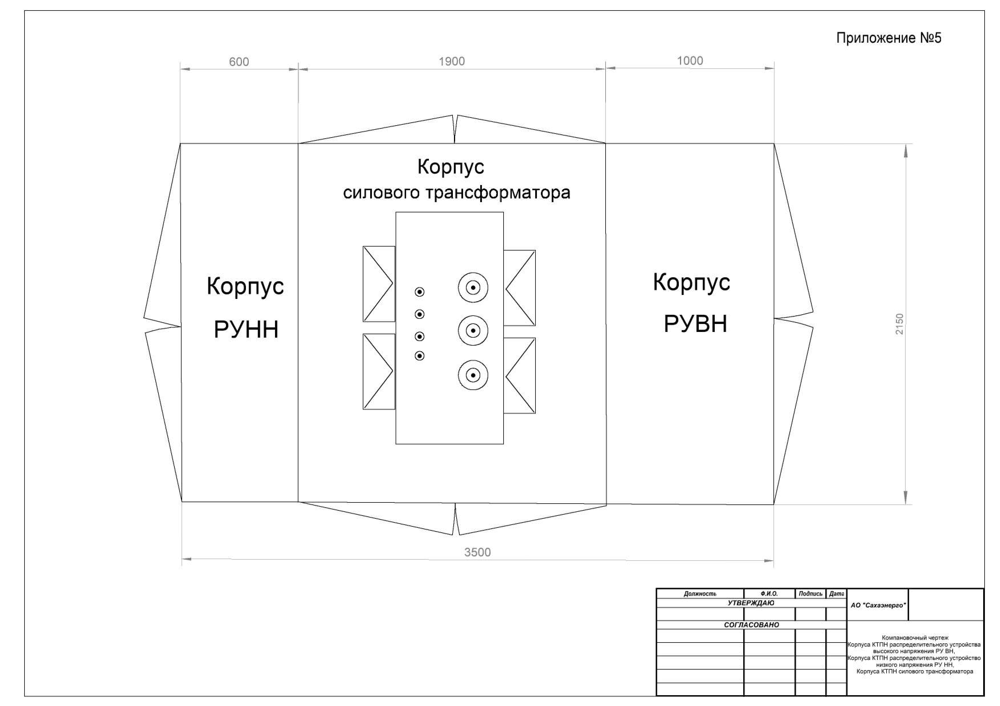 Приложение №5
600
1900
1000
Корпус
силового трансформатора
Корпус
РУНН
Корпус
РУВН
2150
3500
Должность Ф.И.О. Подпись Дата
УТВЕРЖДАЮ
АО "Сахаэнерго"
СОГЛАСОВАНО
Компановочный чертеж
Корпуса КТПН распределительного устройства
высокого напряжения РУ ВН,
Корпуса КТПН распределительного устройство
низкого напряжения РУ НН,
Корпуса КТПН силового трансформатора